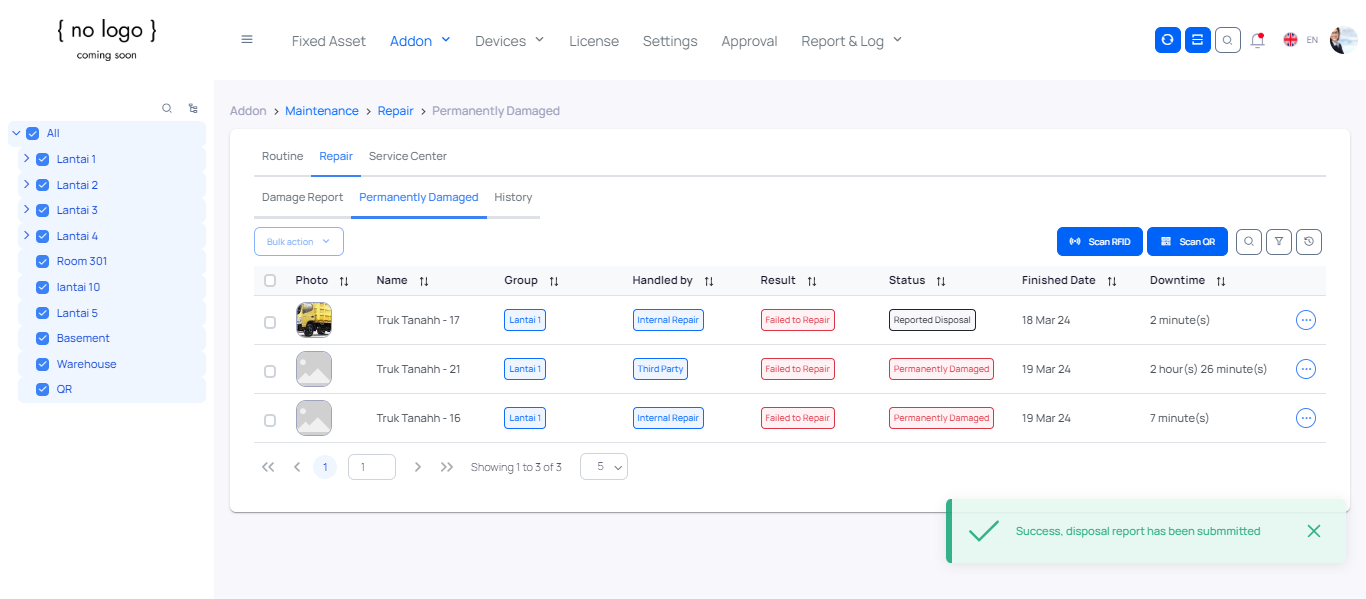 { no logo }
coming soon
Fixed Asset Addon Devices License Settings Approval Report & Log EN
All
Lantai 1
Lantai 2
Lantai 3
Lantai 4
Room 301
lantai 10
Lantai 5
Basement
Warehouse
QR
Addon > Maintenance > Repair > Permanently Damaged
Routine Repair Service Center
Damage Report Permanently Damaged History
Bulk action Scan RFID Scan QR
Photo Name Group Handled by Result Status Finished Date Downtime
Truk Tanahh - 17 Lantai 1 Internal Repair Failed to Repair Reported Disposal 18 Mar 24 2 minute(s)
Truk Tanahh - 21 Lantai 1 Third Party Failed to Repair Permanently Damaged 19 Mar 24 2 hour(s) 26 minute(s)
Truk Tanahh - 16 Lantai 1 Internal Repair Failed to Repair Permanently Damaged 19 Mar 24 7 minute(s)
1 1 Showing 1 to 3 of 3 5
Success, disposal report has been submmitted